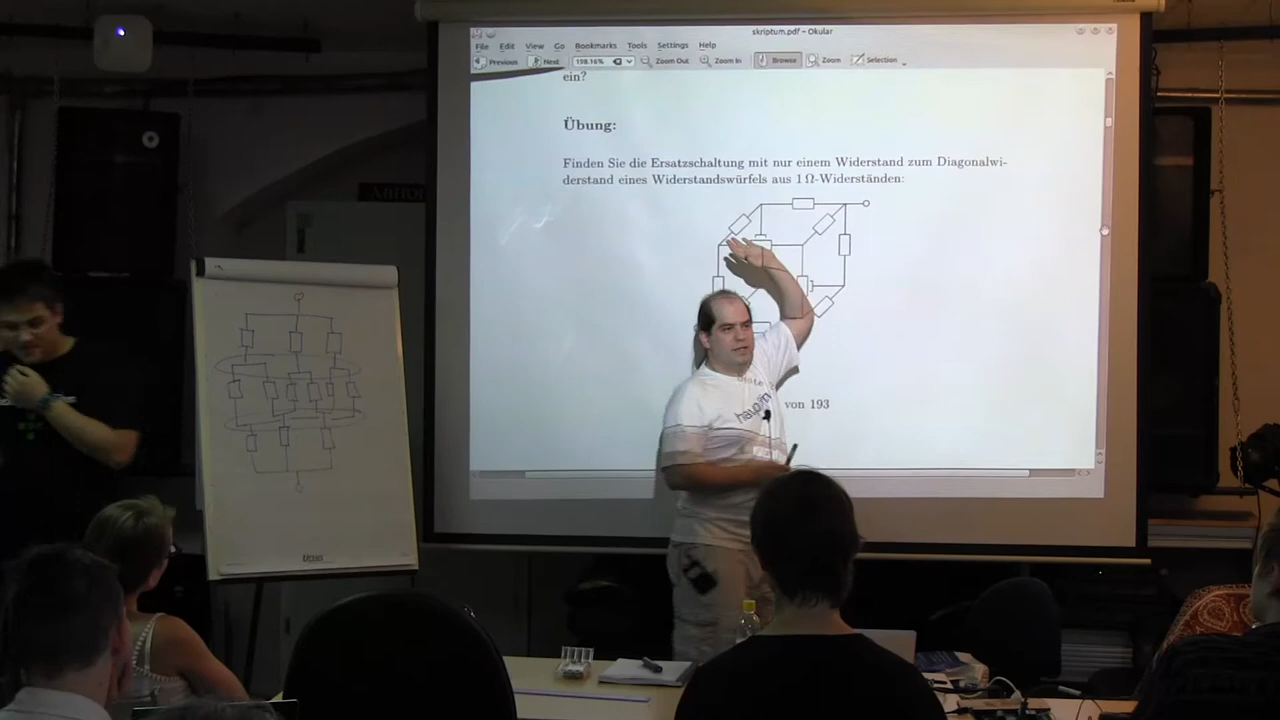 skriptum.pdf – Okular
File Edit View Go Bookmarks Tools Settings Help
Previous Next 198.16% Zoom Out Zoom In Browse Zoom Selection
ein?
Übung:
Finden Sie die Ersatzschaltung mit nur einem Widerstand zum Diagonalwi-
derstand eines Widerstandswürfels aus 1 Ω-Widerständen:
von 193